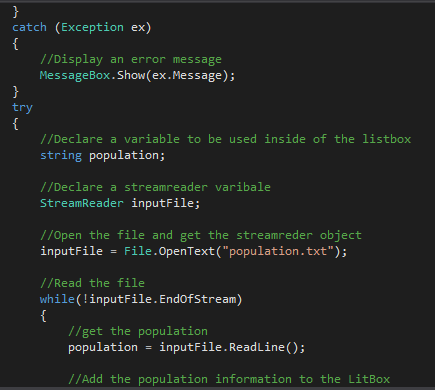 }
catch (Exception ex)
{
//Display an error message
MessageBox.Show(ex.Message);
}
try
{
//Declare a variable to be used inside of the listbox
string population;
//Declare a streamreader varibale
StreamReader inputFile;
//Open the file and get the streamreder object
inputFile = File.OpenText("population.txt");
//Read the file
while(!inputFile.EndOfStream)
{
//get the population
population = inputFile.ReadLine();
//Add the population information to the LitBox